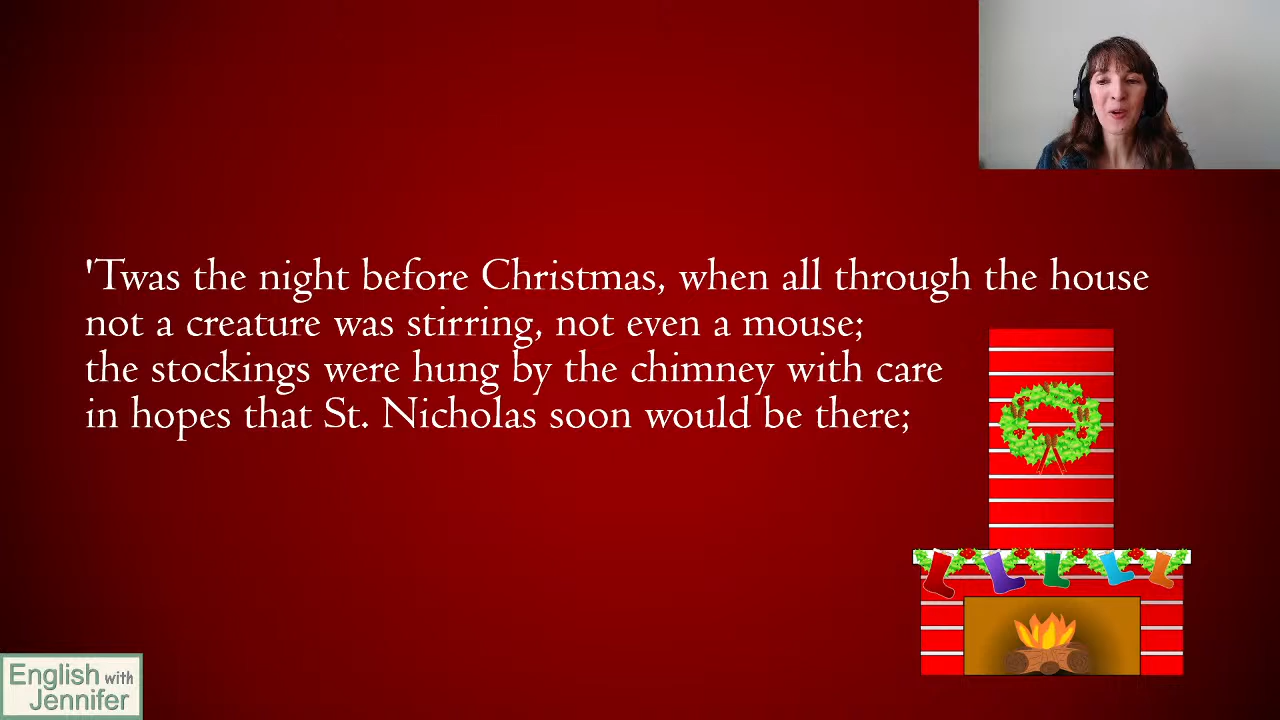 'Twas the night before Christmas, when all through the house
not a creature was stirring, not even a mouse;
the stockings were hung by the chimney with care
in hopes that St. Nicholas soon would be there;
English with
Jennifer